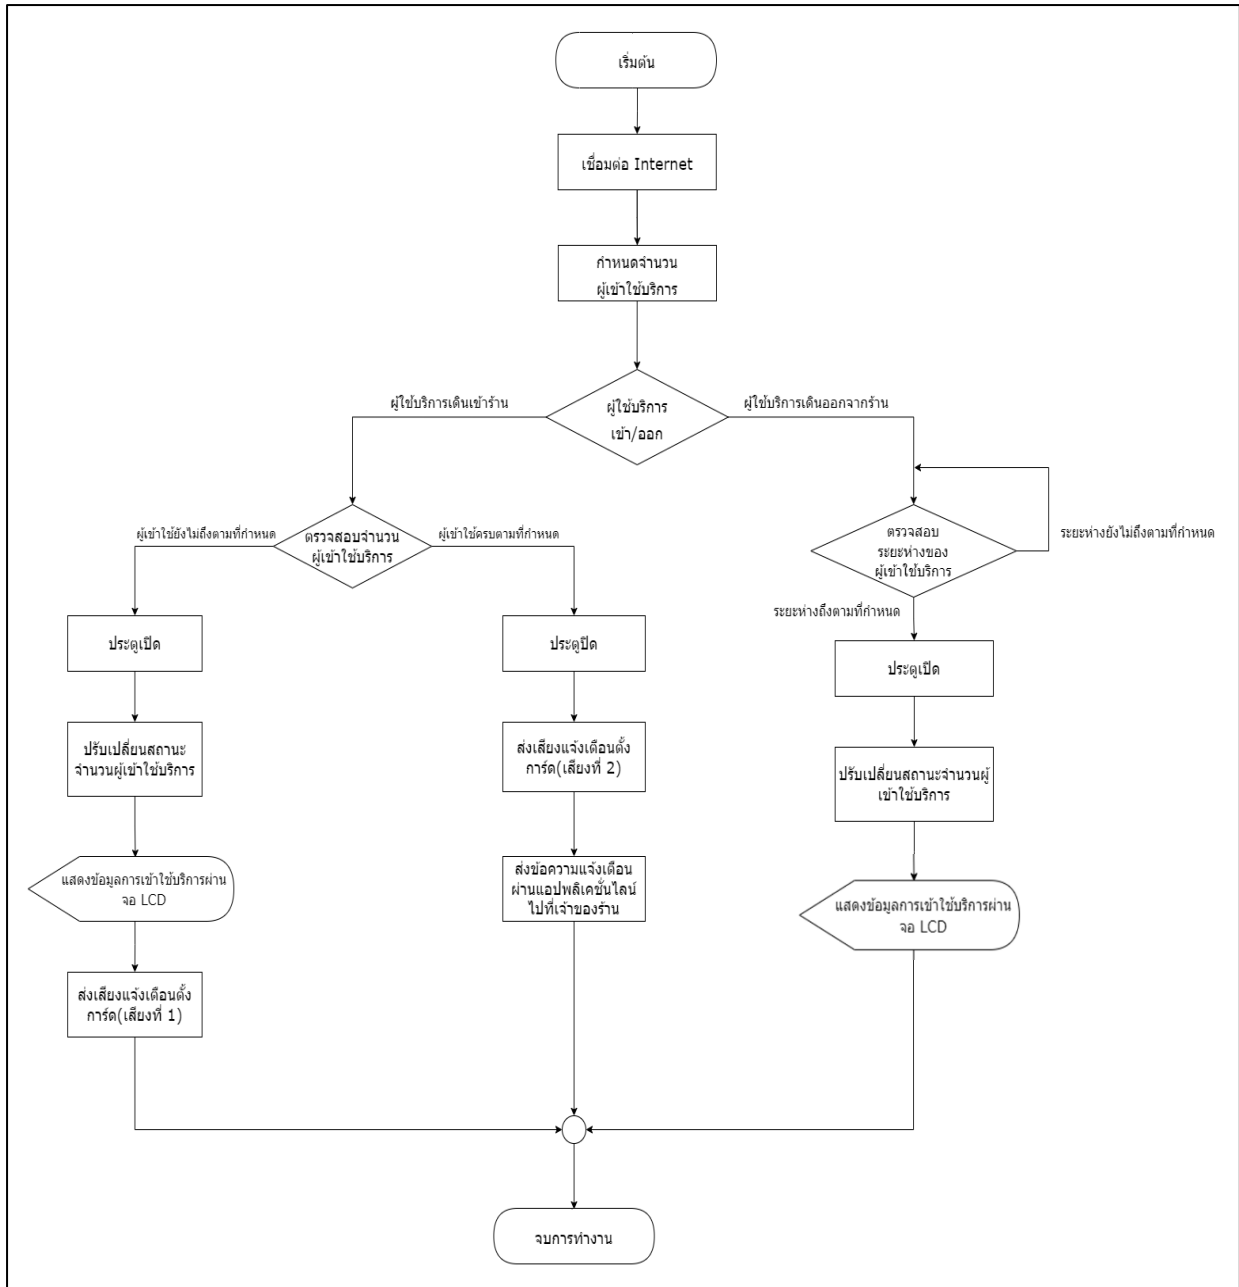 เริ่มต้น
เชื่อมต่อ Internet
กำหนดจำนวน
ผู้เข้าใช้บริการ
ผู้ใช้บริการ
เข้า/ออก
ผู้ใช้บริการเดินเข้าร้าน
ผู้ใช้บริการเดินออกจากร้าน
ตรวจสอบจำนวน
ผู้เข้าใช้บริการ
ผู้เข้าใช้ยังไม่ถึงตามที่กำหนด
ผู้เข้าใช้ครบตามที่กำหนด
ประตูเปิด
ปรับเปลี่ยนสถานะ
จำนวนผู้เข้าใช้บริการ
แสดงข้อมูลการเข้าใช้บริการผ่าน
จอ LCD
ส่งเสียงแจ้งเตือนตั้ง
การ์ด(เสียงที่ 1)
ประตูปิด
ส่งเสียงแจ้งเตือนตั้ง
การ์ด(เสียงที่ 2)
ส่งข้อความแจ้งเตือน
ผ่านแอปพลิเคชั่นไลน์
ไปที่เจ้าของร้าน
ตรวจสอบ
ระยะห่างของ
ผู้เข้าใช้บริการ
ระยะห่างยังไม่ถึงตามที่กำหนด
ระยะห่างถึงตามที่กำหนด
ประตูเปิด
ปรับเปลี่ยนสถานะจำนวนผู้
เข้าใช้บริการ
แสดงข้อมูลการเข้าใช้บริการผ่าน
จอ LCD
จบการทำงาน